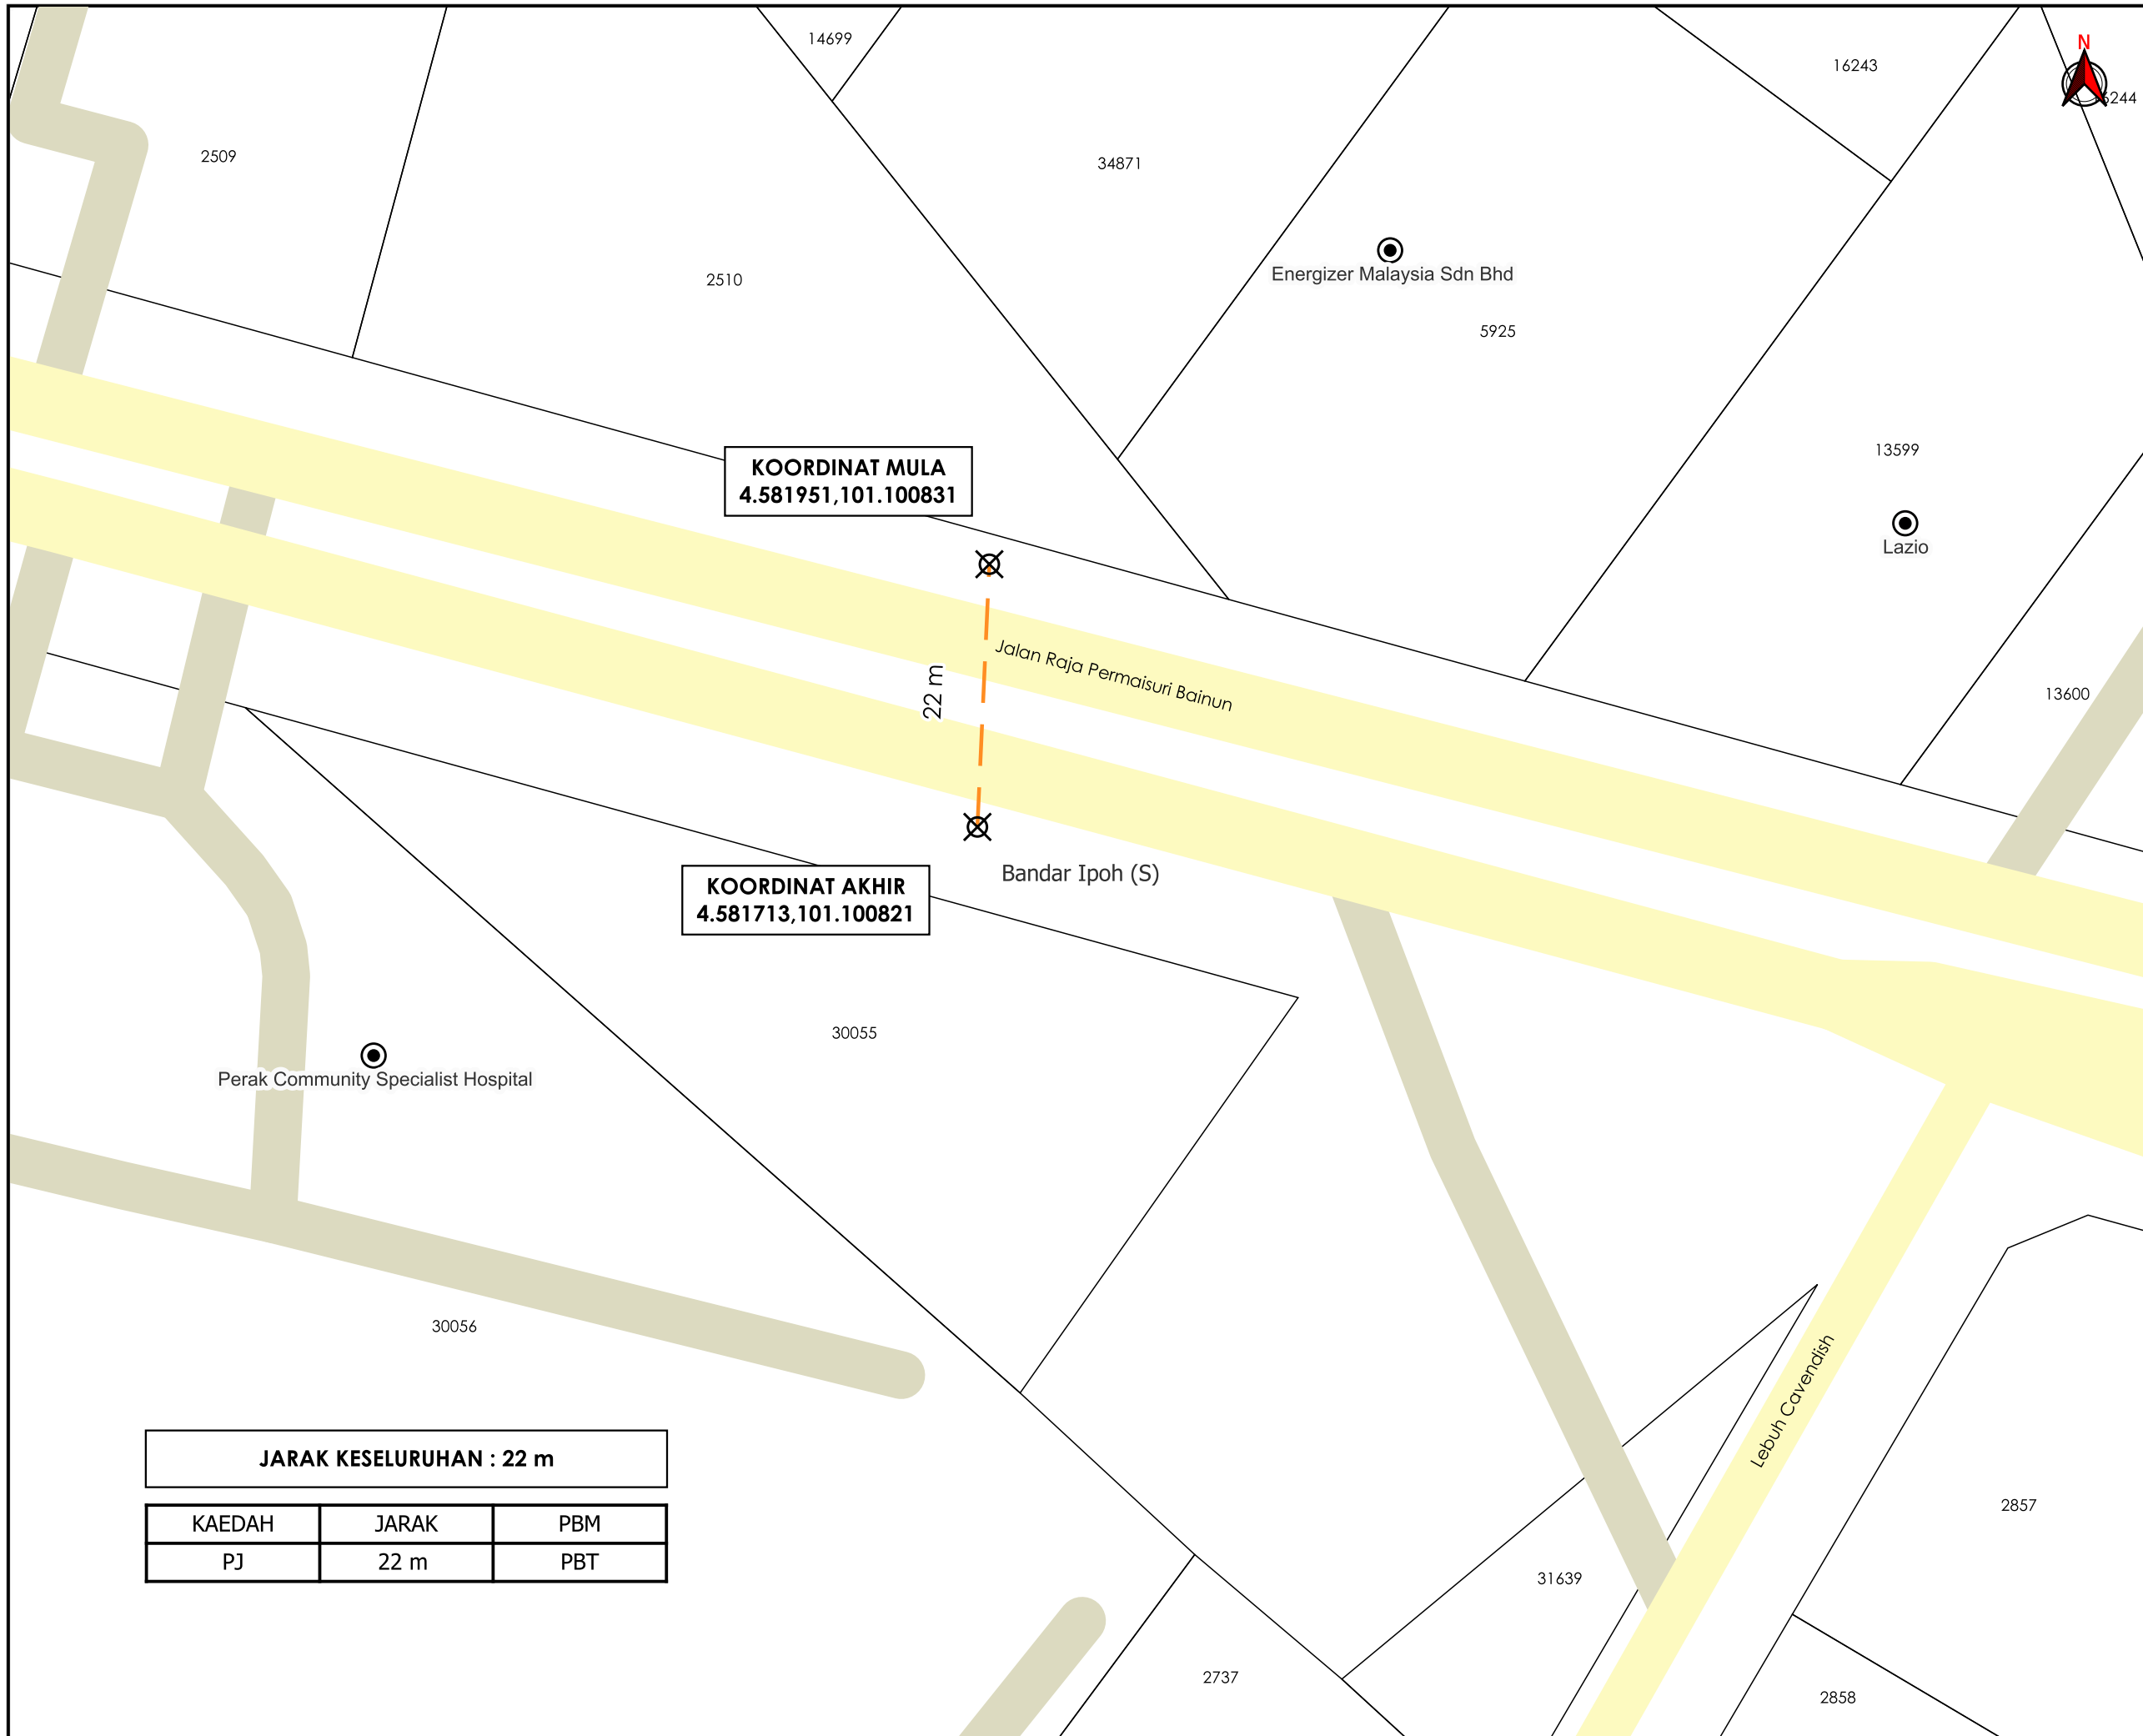 14699
N
16243
2509
34871
2510
Energizer Malaysia Sdn Bhd
5925
13599
KOORDINAT MULA
4.581951,101.100831
Lazio
Jalan Raja Permaisuri Bainun
22 m
13600
Bandar Ipoh (S)
KOORDINAT AKHIR
4.581713,101.100821
30055
Perak Community Specialist Hospital
30056
Lebuh Cavendish
JARAK KESELURUHAN : 22 m
KAEDAH JARAK PBM
PJ 22 m PBT
2857
31639
2737
2858